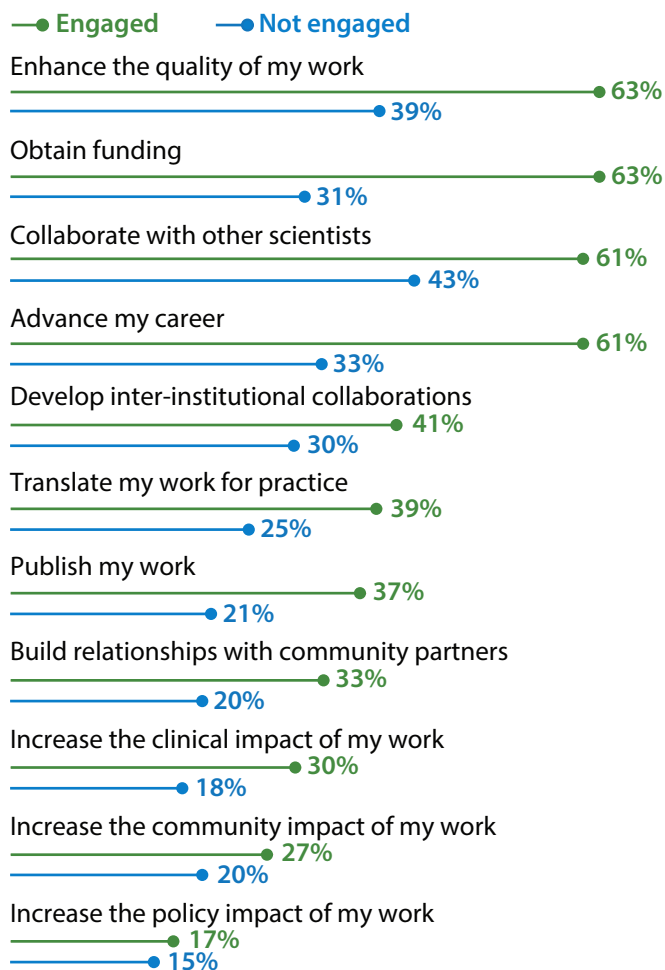 Engaged Not engaged
Enhance the quality of my work
63%
39%
Obtain funding
63%
31%
Collaborate with other scientists
61%
43%
Advance my career
61%
33%
Develop inter-institutional collaborations
41%
30%
Translate my work for practice
39%
25%
Publish my work
37%
21%
Build relationships with community partners
33%
20%
Increase the clinical impact of my work
30%
18%
Increase the community impact of my work
27%
20%
Increase the policy impact of my work
17%
15%